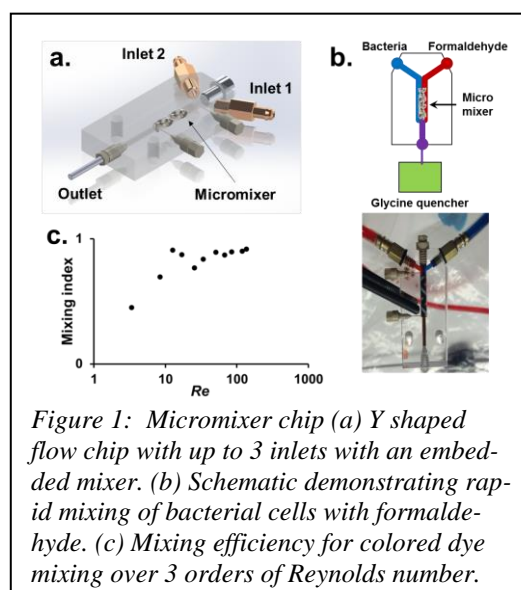 a.
Inlet 2
Inlet 1
Outlet
Micromixer
b.
Bacteria Formaldehyde
Micro
mixer
Glycine quencher
c.
1
Mixing index
0
1 10 100 1000
Re
Figure 1: Micromixer chip (a) Y shaped
flow chip with up to 3 inlets with an embed-
ded mixer. (b) Schematic demonstrating rap-
id mixing of bacterial cells with formalde-
hyde. (c) Mixing efficiency for colored dye
mixing over 3 orders of Reynolds number.